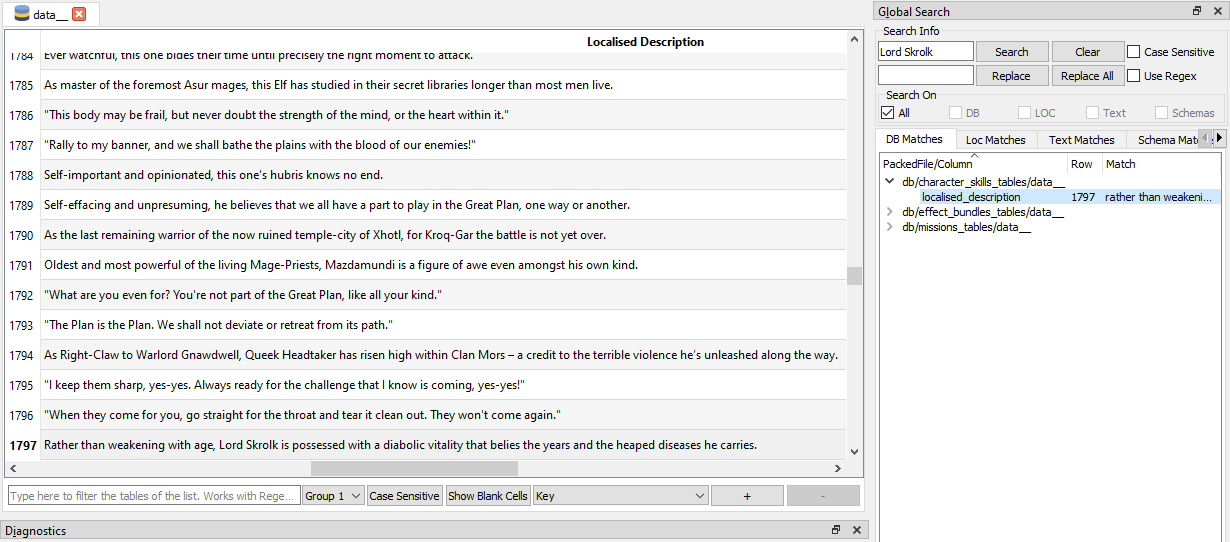 data__
Localised Description
1784 Ever watchful, this one bides their time until precisely the right moment to attack.
1785 As master of the foremost Asur mages, this Elf has studied in their secret libraries longer than most men live.
1786 "This body may be frail, but never doubt the strength of the mind, or the heart within it."
1787 "Rally to my banner, and we shall bathe the plains with the blood of our enemies!"
1788 Self-important and opinionated, this one's hubris knows no end.
1789 Self-effacing and unpresuming, he believes that we all have a part to play in the Great Plan, one way or another.
1790 As the last remaining warrior of the now ruined temple-city of Xhotl, for Kroq-Gar the battle is not yet over.
1791 Oldest and most powerful of the living Mage-Priests, Mazdamundi is a figure of awe even amongst his own kind.
1792 "What are you even for? You're not part of the Great Plan, like all your kind."
1793 "The Plan is the Plan. We shall not deviate or retreat from its path."
1794 As Right-Claw to Warlord Gnawdwell, Queek Headtaker has risen high within Clan Mors – a credit to the terrible violence he's unleashed along the way.
1795 "I keep them sharp, yes-yes. Always ready for the challenge that I know is coming, yes-yes!"
1796 "When they come for you, go straight for the throat and tear it clean out. They won't come again."
1797 Rather than weakening with age, Lord Skrolk is possessed with a diabolic vitality that belies the years and the heaped diseases he carries.
Type here to filter the tables of the list. Works with Rege... Group 1 Case Sensitive Show Blank Cells Key + -
Diagnostics
Global Search
Search Info
Lord Skrolk Search Clear Case Sensitive
Replace Replace All Use Regex
Search On
All DB LOC Text Schemas
DB Matches Loc Matches Text Matches Schema Matc
PackedFile/Column Row Match
db/character_skills_tables/data__
localised_description 1797 rather than weakeni...
db/effect_bundles_tables/data__
db/missions_tables/data__